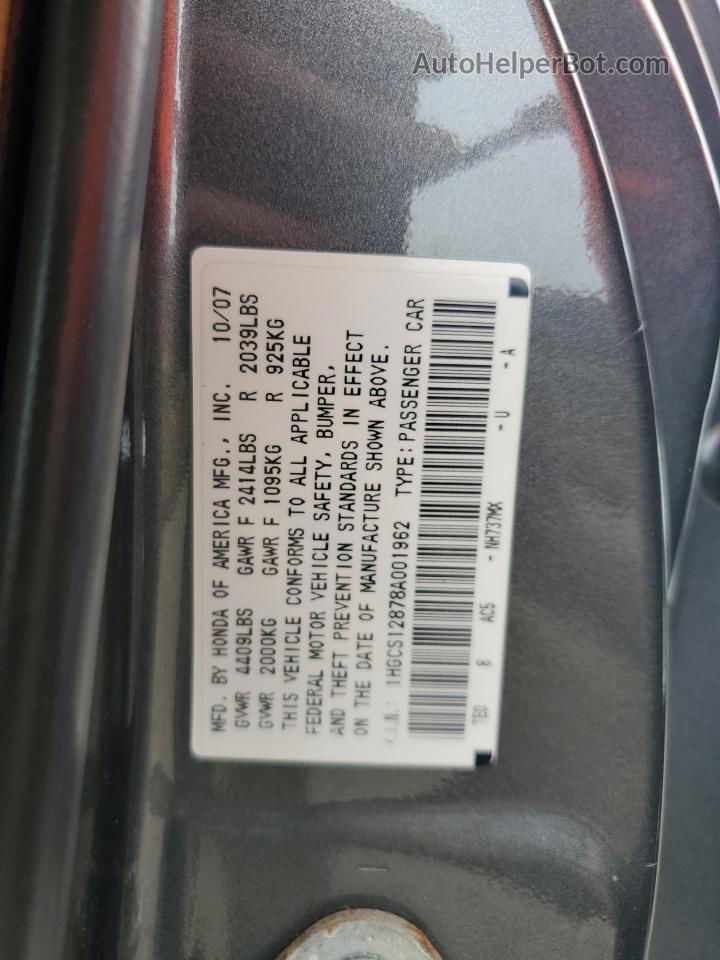 AutoHelperBot.com
MFD. BY HONDA OF AMERICA MFG., INC. 10/07
GVWR 4409LBS GAWR F 2414LBS R 2039LBS
GVWR 2000KG GAWR F 1095KG R 925KG
THIS VEHICLE CONFORMS TO ALL APPLICABLE
FEDERAL MOTOR VEHICLE SAFETY, BUMPER,
AND THEFT PREVENTION STANDARDS IN EFFECT
ON THE DATE OF MANUFACTURE SHOWN ABOVE.
V.I.N.: 1HGCS12878A001962 TYPE: PASSENGER CAR
TE0 8 AC5 - NH737MX - U - A